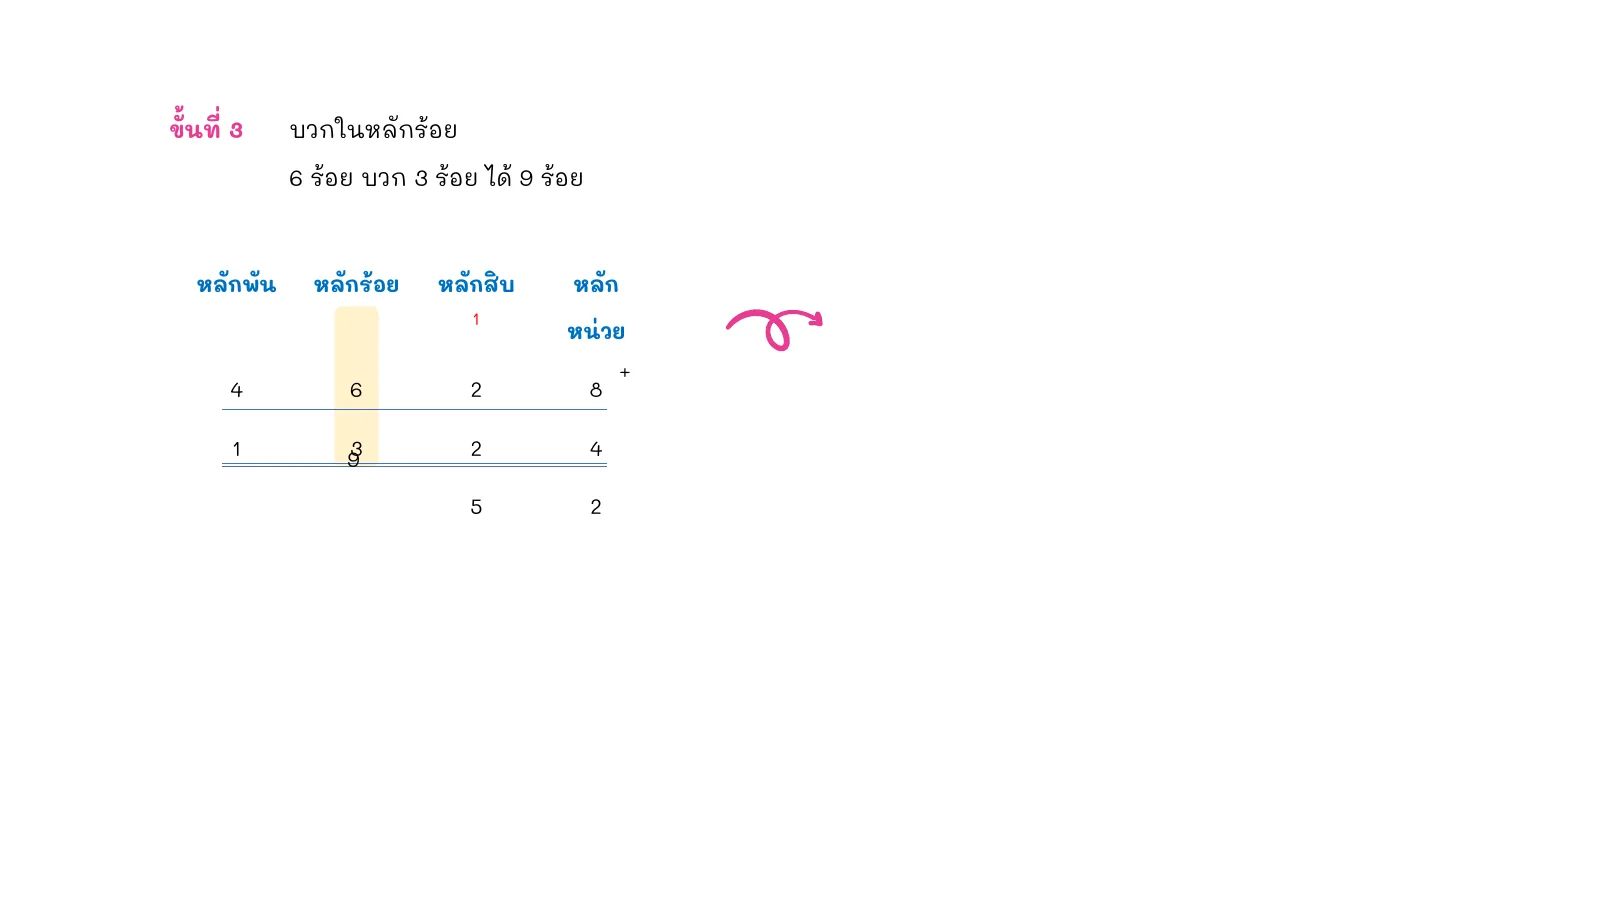 ขั้นที่ 3 บวกในหลักร้อย
6 ร้อย บวก 3 ร้อย ได้ 9 ร้อย
หลักพัน หลักร้อย หลักสิบ หลัก
หน่วย
1
+
4 6 2 8
1 3 2 4
9
5 2